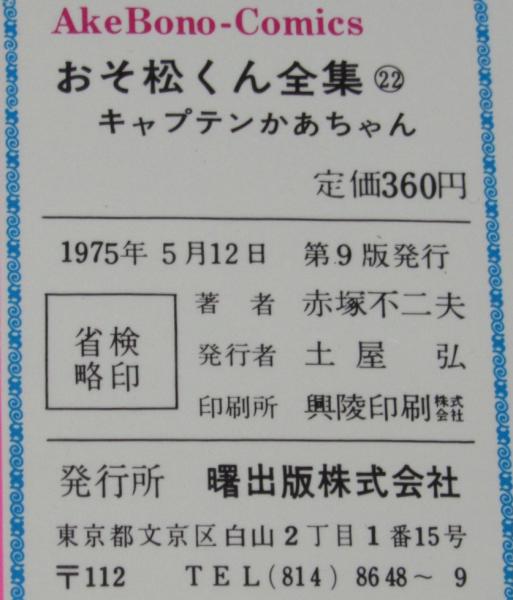 AkeBono-Comics
おそ松くん全集㉒
キャプテンかあちゃん
定価360円
1975年 5月12日 第9版発行
検印
省略
著者 赤塚不二夫
発行者 土屋 弘
印刷所 興陵印刷株式会社
発行所 曙出版株式会社
東京都文京区白山2丁目1番15号
〒112 TEL(814) 8648～9